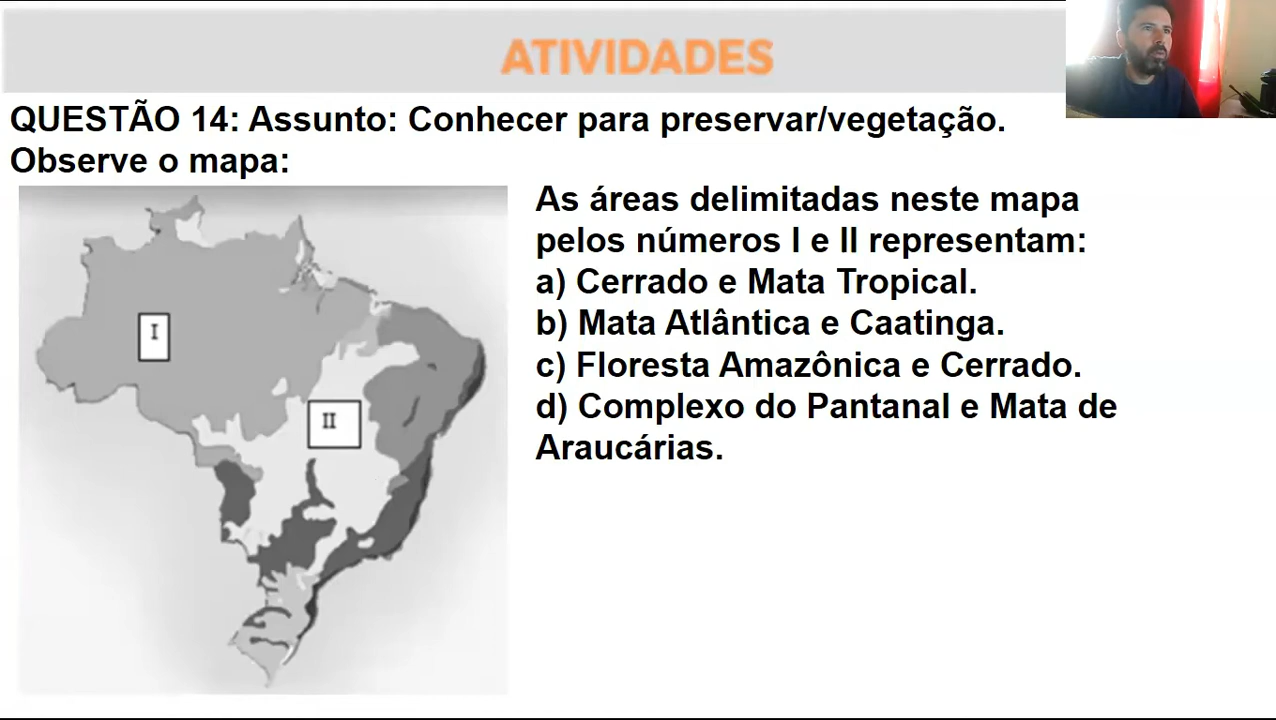 ATIVIDADES
QUESTÃO 14: Assunto: Conhecer para preservar/vegetação.
Observe o mapa:
I
II
As áreas delimitadas neste mapa
pelos números I e II representam:
a) Cerrado e Mata Tropical.
b) Mata Atlântica e Caatinga.
c) Floresta Amazônica e Cerrado.
d) Complexo do Pantanal e Mata de
Araucárias.